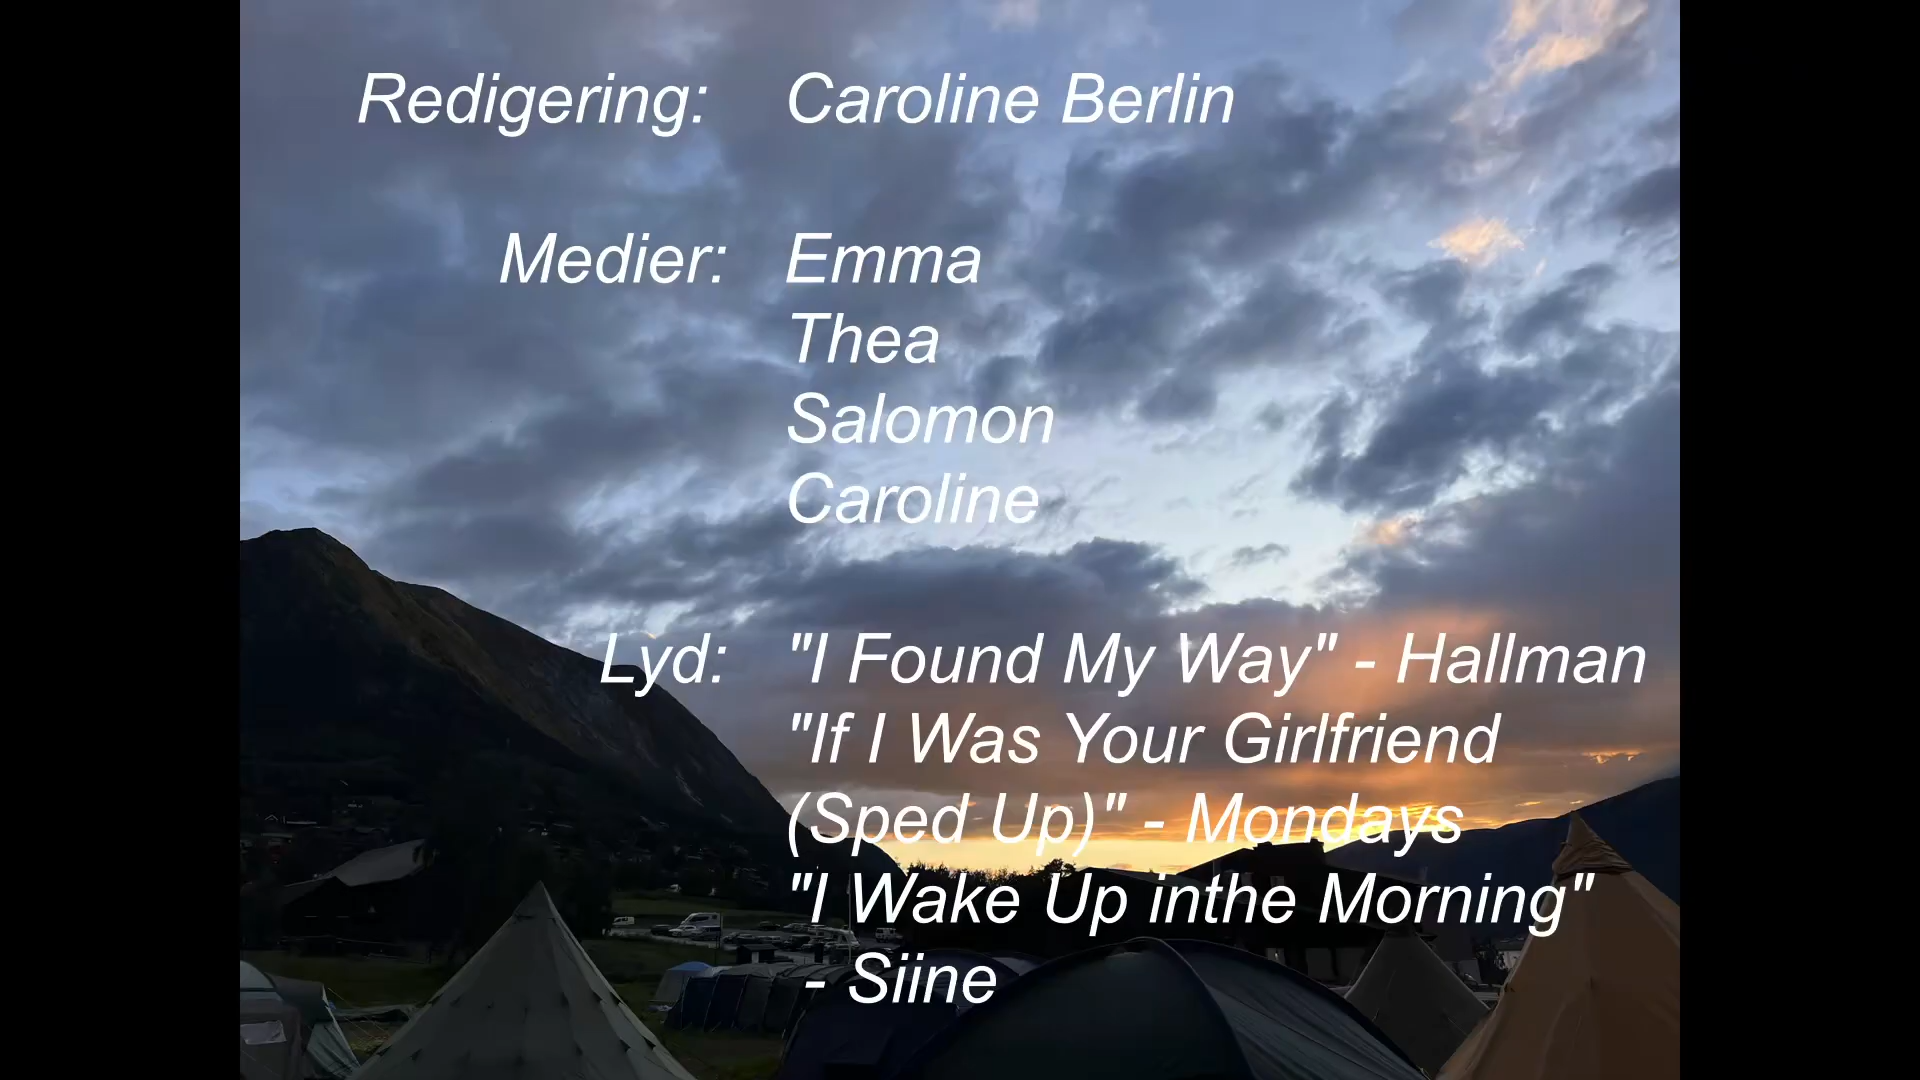 Redigering: Caroline Berlin
Medier: Emma
Thea
Salomon
Caroline
Lyd: "I Found My Way" - Hallman
"If I Was Your Girlfriend
(Sped Up)" - Mondays
"I Wake Up inthe Morning"
- Siine